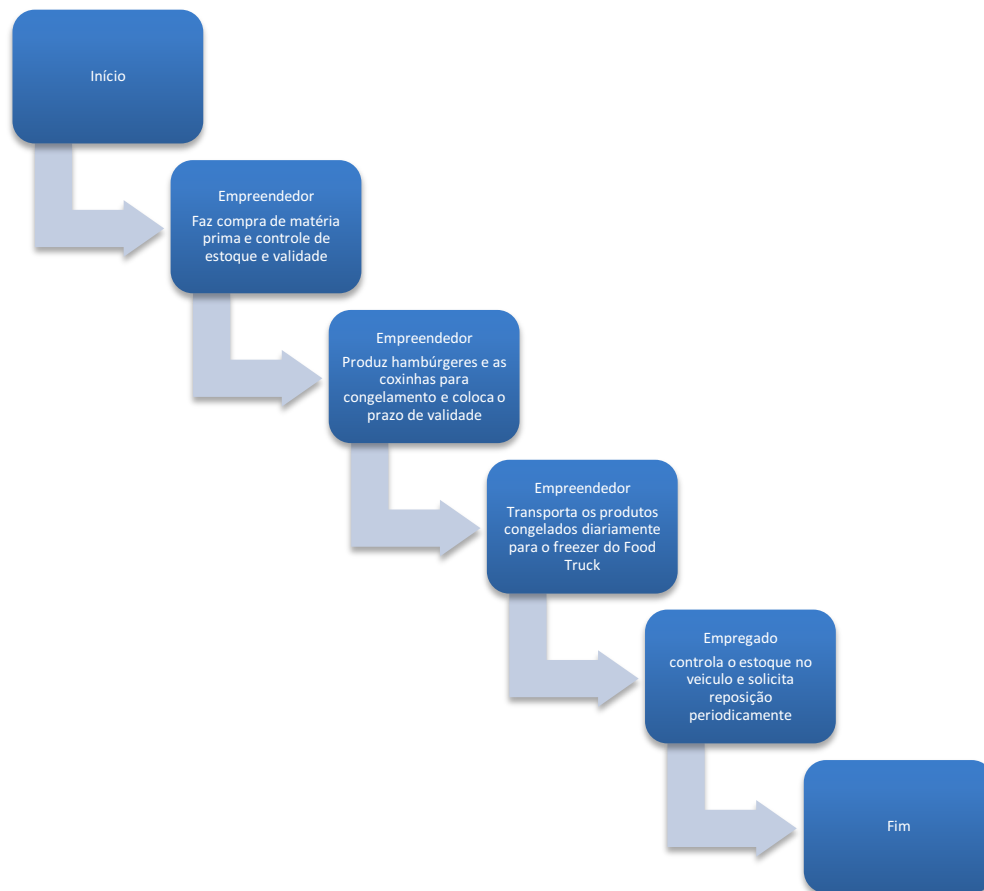 Início
Empreendedor
Faz compra de matéria
prima e controle de
estoque e validade
Empreendedor
Produz hambúrgeres e as
coxinhas para
congelamento e coloca o
prazo de validade
Empreendedor
Transporta os produtos
congelados diariamente
para o freezer do Food
Truck
Empregado
controla o estoque no
veiculo e solicita
reposição
periodicamente
Fim